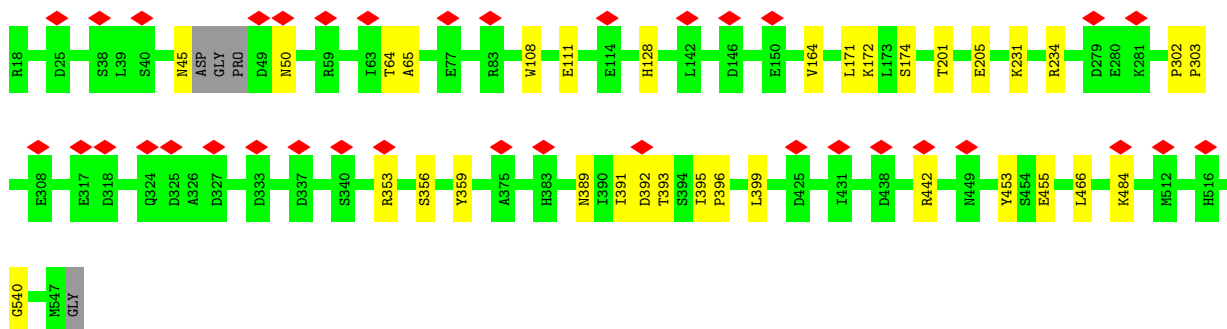 R18 D25 S38 L39 S40 N45 ASP GLY PRO D49 N50 R59 I63 T64 A65 E77 R83 W108 E111 E114 H128 L142 D146 E150 V164 L171 K172 L173 S174 T201 E205 K231 R234 D279 E280 K281 P302 P303
E308 E317 D318 Q324 D325 A326 D327 D333 D337 S340 R353 S356 Y359 A375 H383 N389 I390 I391 D392 T393 S394 I395 P396 L399 D425 I431 D438 R442 N449 Y453 S454 E455 L466 K484 M512 H516
G540 M547 GLY